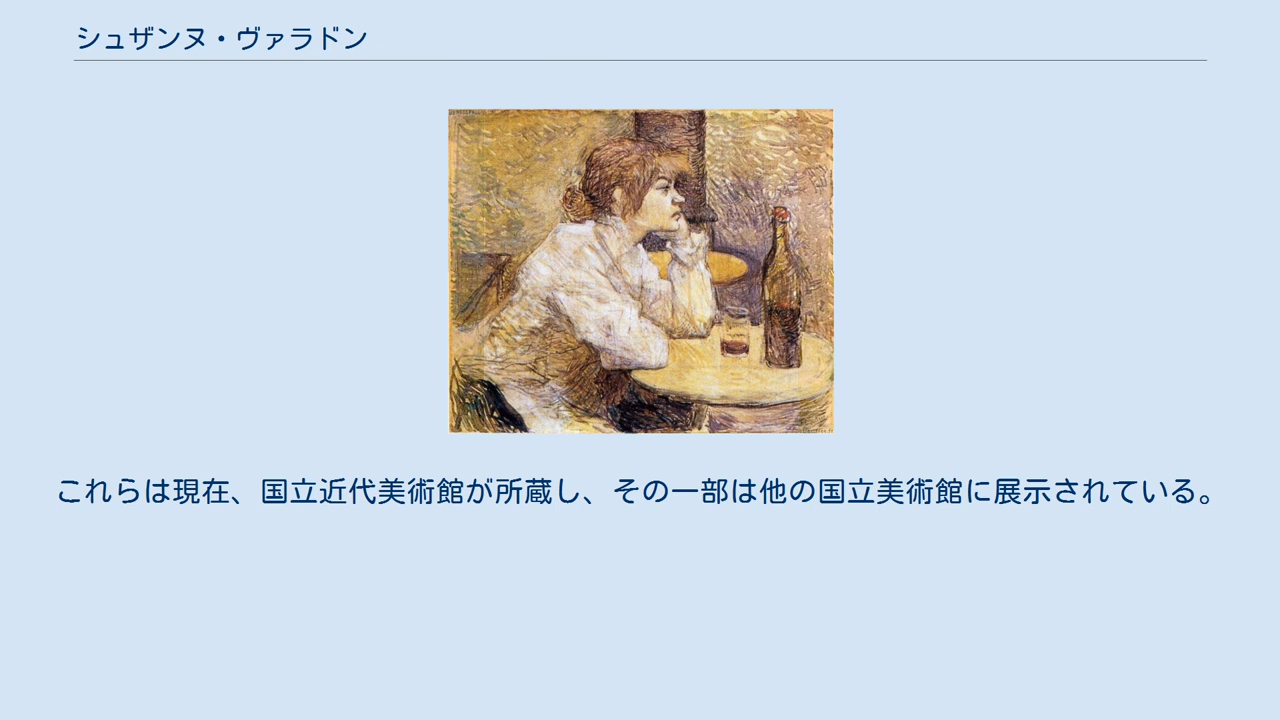 シュザンヌ・ヴァラドン
これらは現在、国立近代美術館が所蔵し、その一部は他の国立美術館に展示されている。